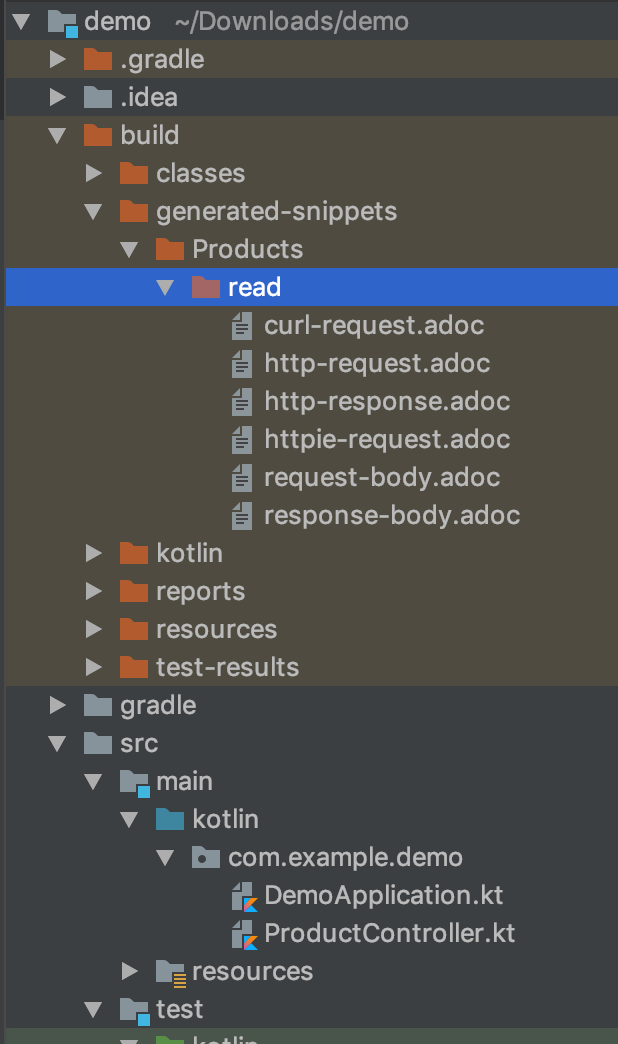 demo ~/Downloads/demo
.gradle
.idea
build
classes
generated-snippets
Products
read
curl-request.adoc
http-request.adoc
http-response.adoc
httpie-request.adoc
request-body.adoc
response-body.adoc
kotlin
reports
resources
test-results
gradle
src
main
kotlin
com.example.demo
DemoApplication.kt
ProductController.kt
resources
test
kotlin